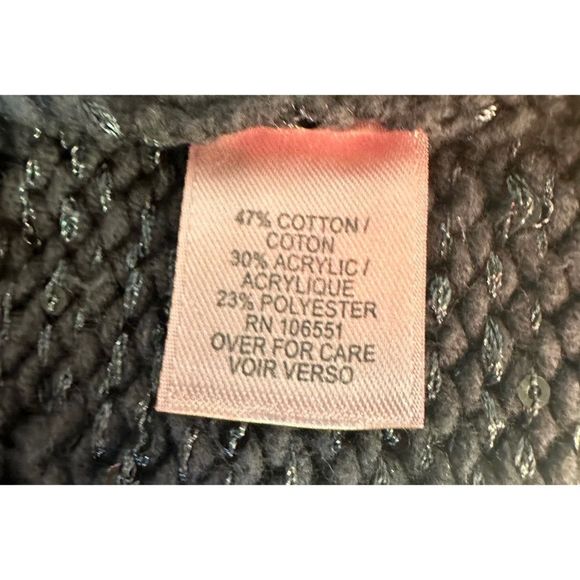 47% COTTON /
COTON
30% ACRYLIC /
ACRYLIQUE
23% POLYESTER
RN 106551
OVER FOR CARE
VOIR VERSO